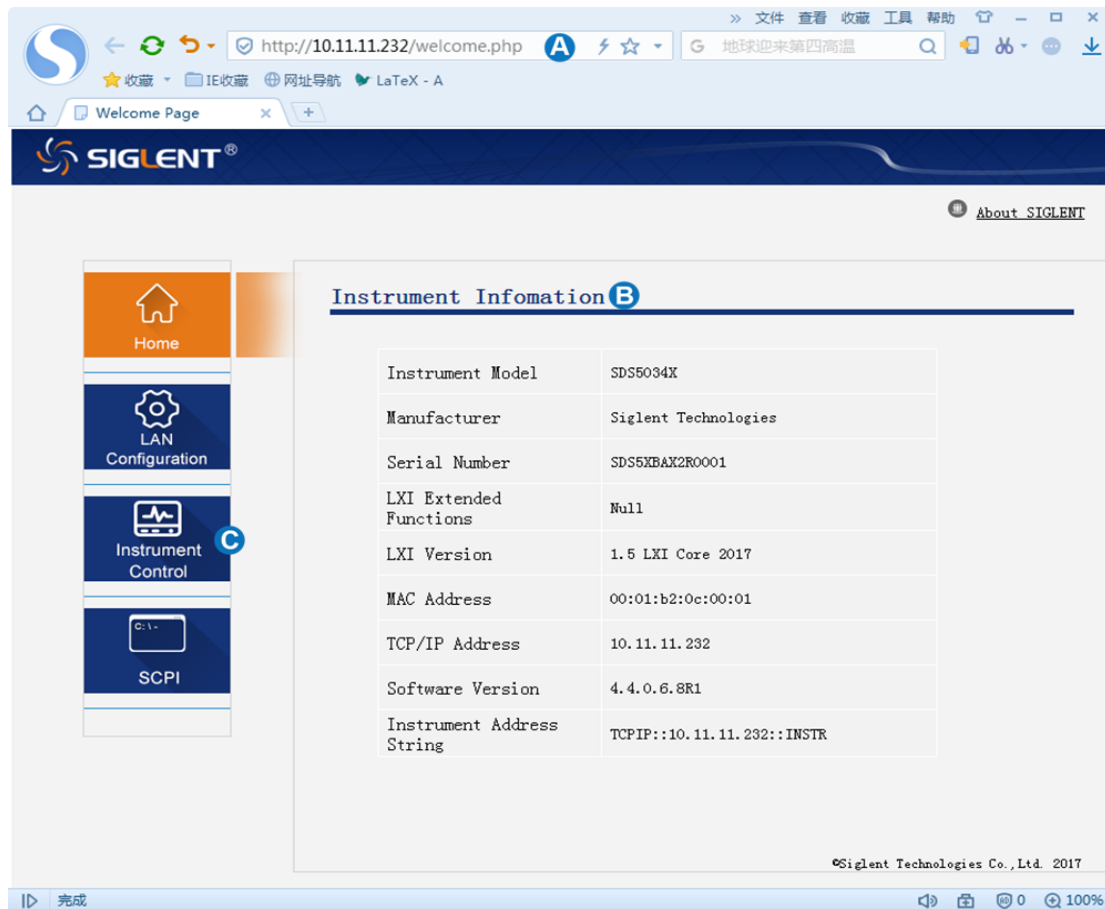 » 文件 查看 收藏 工具 帮助
http://10.11.11.232/welcome.php A G 地球迎来第四高温
收藏 IE收藏 网址导航 LaTeX - A
Welcome Page
SIGLENT®
About SIGLENT
Instrument Infomation B
Home
LAN
Configuration
Instrument
Control
C
C:\-
SCPI
Instrument Model SDS5034X
Manufacturer Siglent Technologies
Serial Number SDS5XBAX2R0001
LXI Extended
Functions
Null
LXI Version 1.5 LXI Core 2017
MAC Address 00:01:b2:0c:00:01
TCP/IP Address 10.11.11.232
Software Version 4.4.0.6.8R1
Instrument Address
String
TCPIP::10.11.11.232::INSTR
©Siglent Technologies Co.,Ltd. 2017
完成 0 100%